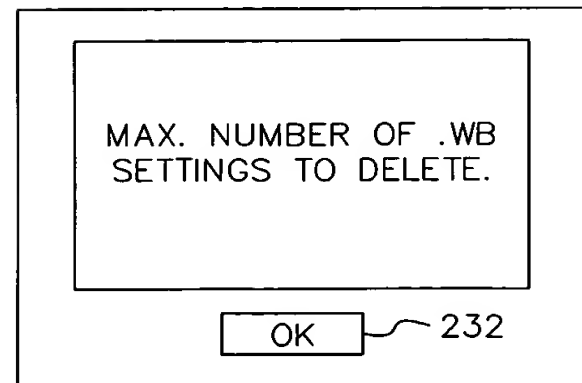 MAX. NUMBER OF .WB
SETTINGS TO DELETE.
OK 232